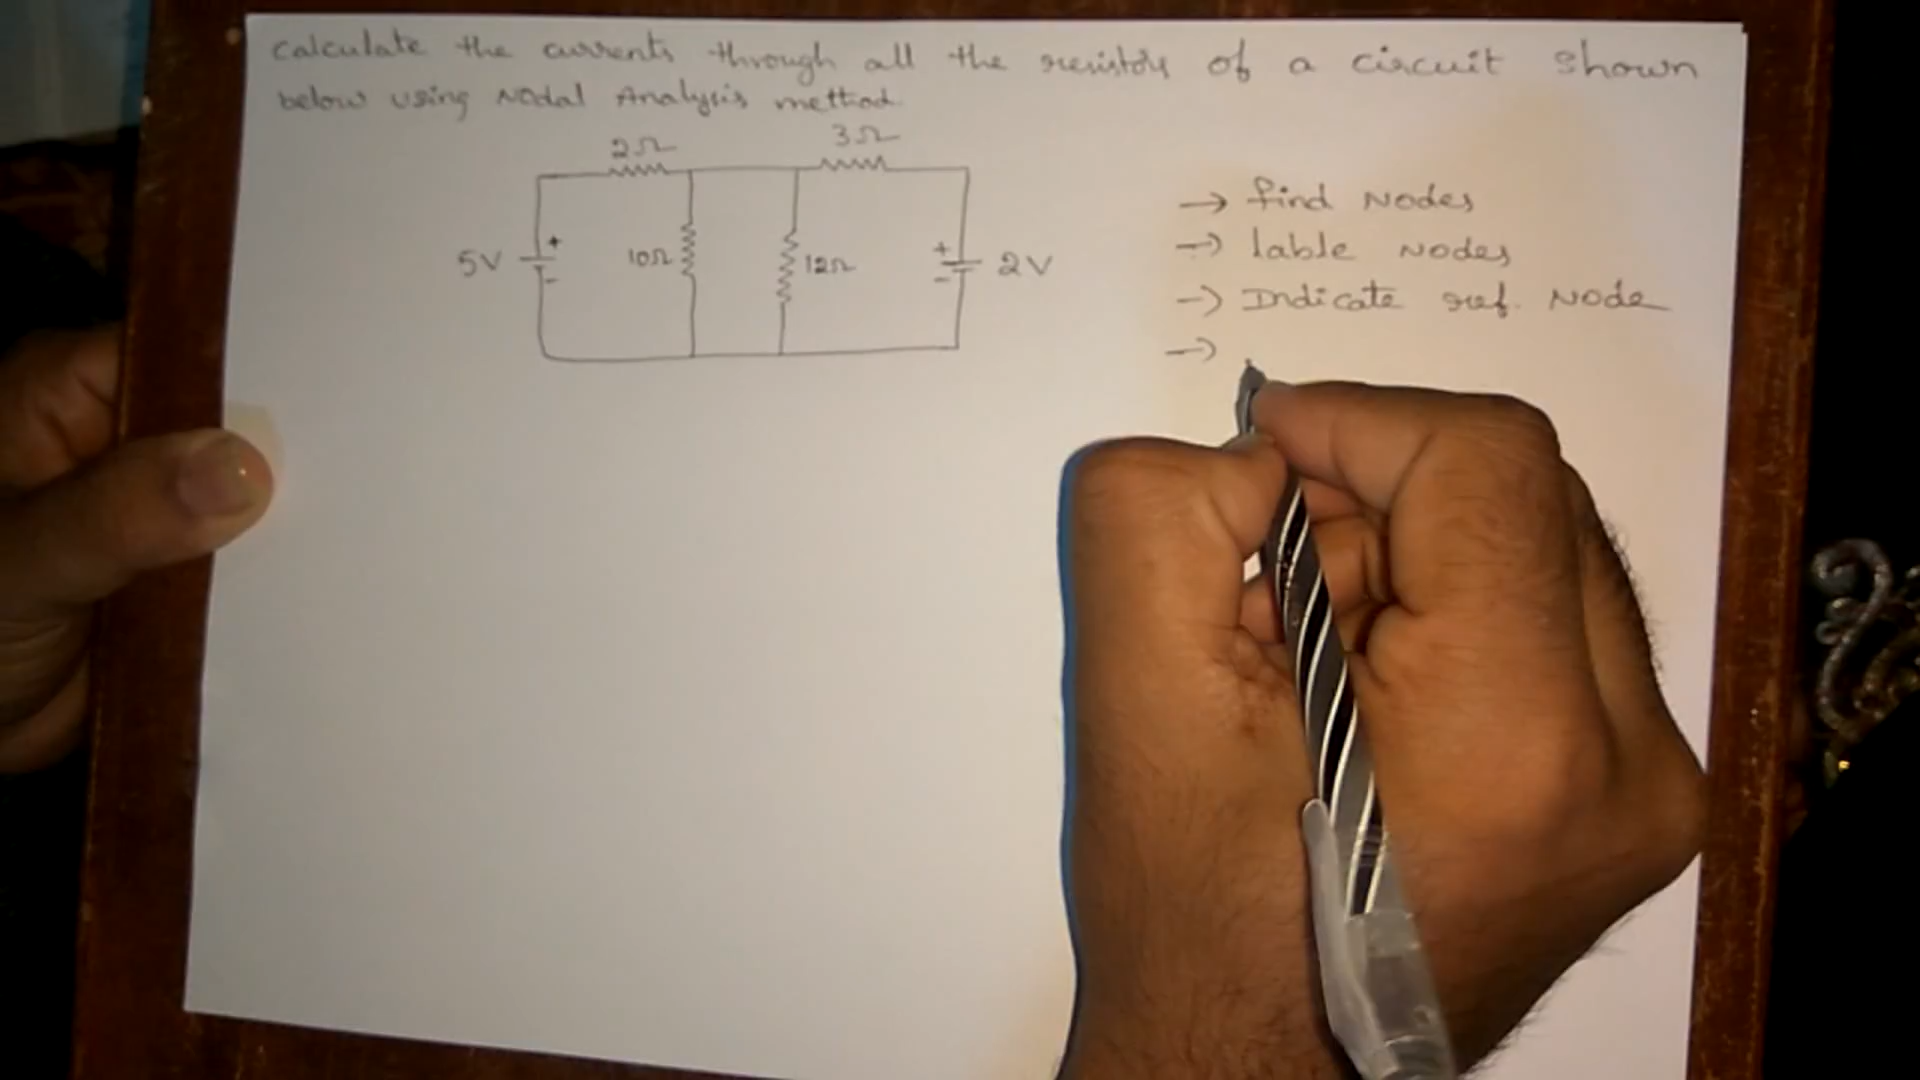 calculate the currents through all the resistors of a circuit shown
below using Nodal Analysis method.
2Ω
3Ω
5V
+
-
10Ω
12Ω
+
-
2V
→ find Nodes
→ lable Nodes
→ Indicate ref. Node
→